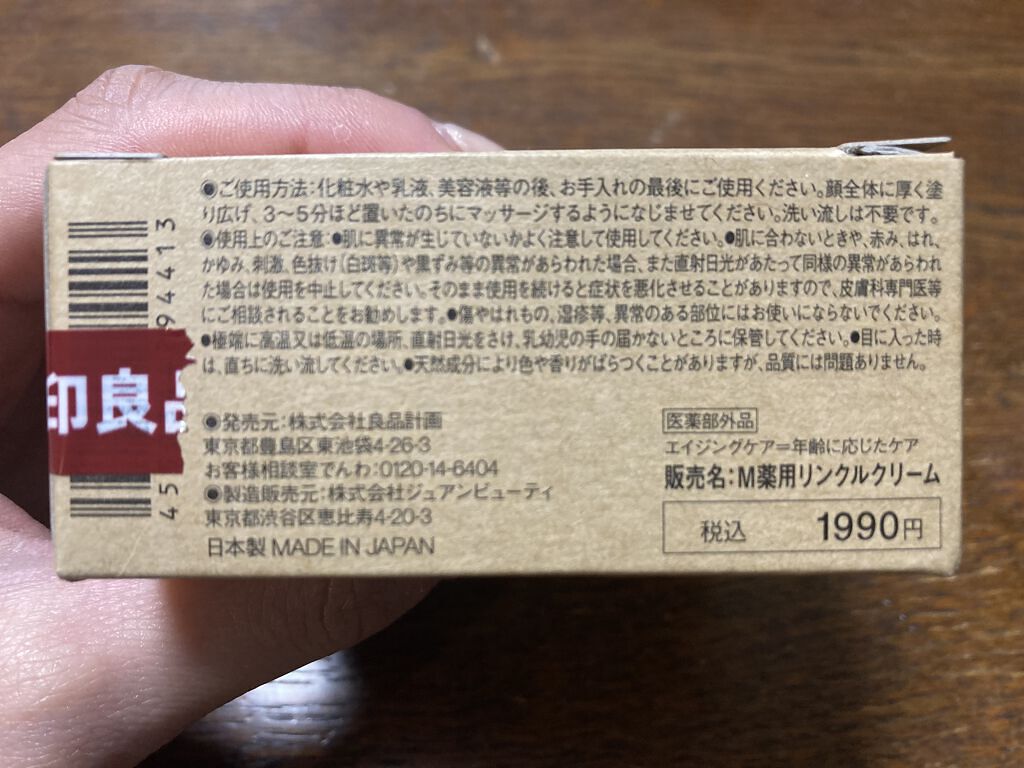 ◉ご使用方法：化粧水や乳液、美容液等の後、お手入れの最後にご使用ください。顔全体に厚く塗
り広げ、3～5分ほど置いたのちにマッサージするようになじませてください。洗い流しは不要です。
◉使用上のご注意：●肌に異常が生じていないかよく注意して使用してください。●肌に合わないときや、赤み、はれ、
かゆみ、刺激、色抜け（白斑等）や黒ずみ等の異常があらわれた場合、また直射日光があたって同様の異常があらわれ
た場合は使用を中止してください。そのまま使用を続けると症状を悪化させることがありますので、皮膚科専門医等
にご相談されることをお勧めします。●傷やはれもの、湿疹等、異常のある部位にはお使いにならないでください。
●極端に高温又は低温の場所、直射日光をさけ、乳幼児の手の届かないところに保管してください。●目に入った時
は、直ちに洗い流してください。●天然成分により色や香りがばらつくことがありますが、品質には問題ありません。
印良品
45
94413
◉発売元：株式会社良品計画
東京都豊島区東池袋4-26-3
お客様相談室でんわ：0120-14-6404
◉製造販売元：株式会社ジュアンビューティ
東京都渋谷区恵比寿4-20-3
日本製 MADE IN JAPAN
医薬部外品
エイジングケア＝年齢に応じたケア
販売名：M薬用リンクルクリーム
税込 1990円